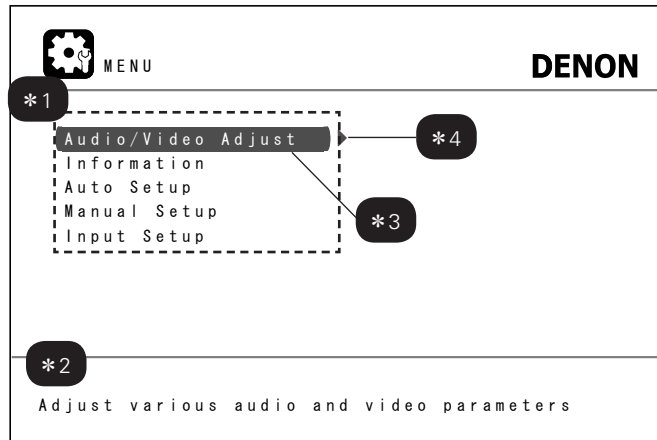 MENU
DENON
*1
Audio/Video Adjust
*4
Information
Auto Setup
Manual Setup
*3
Input Setup
*2
Adjust various audio and video parameters